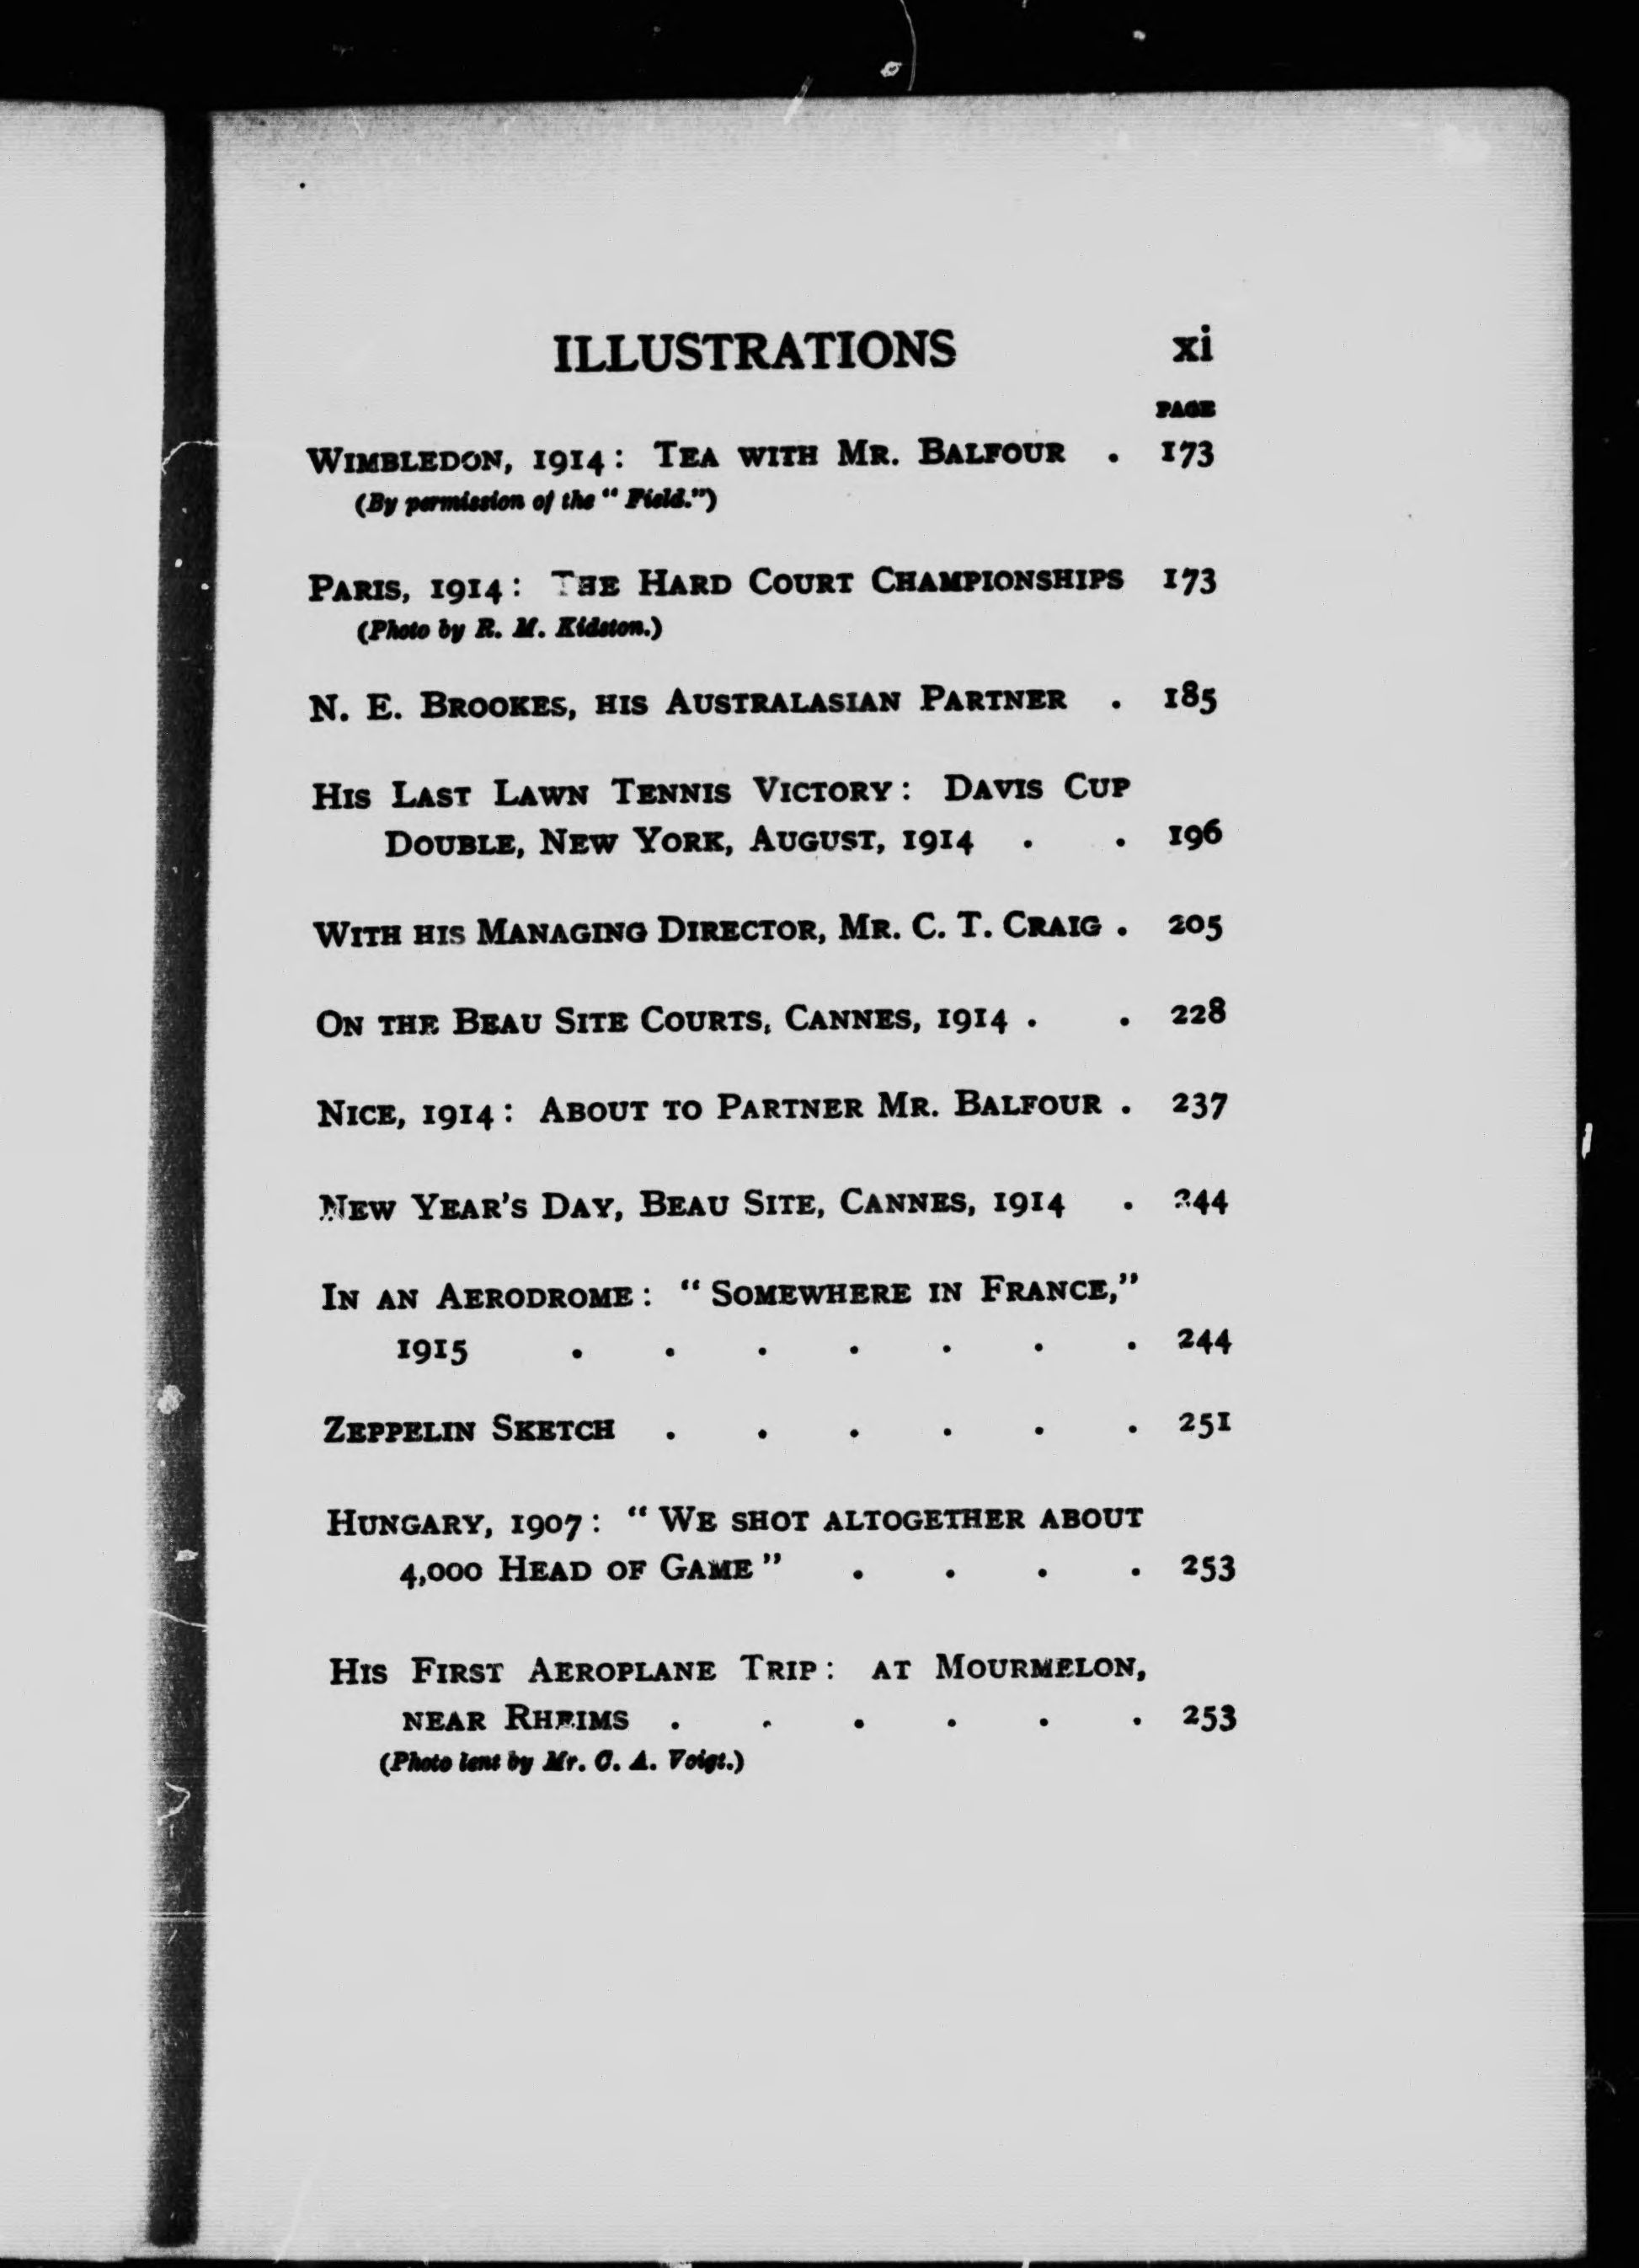 ILLUSTRATIONS xi
PAGE
WIMBLEDON, 1914: TEA WITH MR. BALFOUR . 173
(By permission of the "Field.")
PARIS, 1914: THE HARD COURT CHAMPIONSHIPS 173
(Photo by R. M. Kidston.)
N. E. BROOKES, HIS AUSTRALASIAN PARTNER . 185
HIS LAST LAWN TENNIS VICTORY: DAVIS CUP
DOUBLE, NEW YORK, AUGUST, 1914 . . 196
WITH HIS MANAGING DIRECTOR, MR. C. T. CRAIG . 205
ON THE BEAU SITE COURTS, CANNES, 1914 . . 228
NICE, 1914: ABOUT TO PARTNER MR. BALFOUR . 237
NEW YEAR'S DAY, BEAU SITE, CANNES, 1914 . 244
IN AN AERODROME: "SOMEWHERE IN FRANCE,"
1915 . . . . . . . 244
ZEPPELIN SKETCH . . . . . . 251
HUNGARY, 1907: "WE SHOT ALTOGETHER ABOUT
4,000 HEAD OF GAME" . . . . 253
HIS FIRST AEROPLANE TRIP: AT MOURMELON,
NEAR RHEIMS . . . . . . 253
(Photo lent by Mr. C. A. Voigt.)